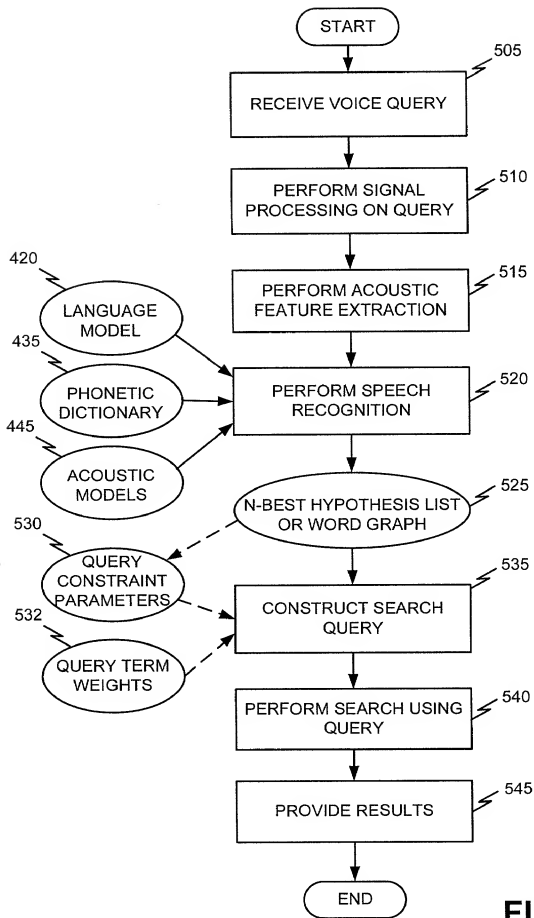 START
505
RECEIVE VOICE QUERY
510
PERFORM SIGNAL
PROCESSING ON QUERY
515
PERFORM ACOUSTIC
FEATURE EXTRACTION
420
LANGUAGE
MODEL
435
PHONETIC
DICTIONARY
445
ACOUSTIC
MODELS
520
PERFORM SPEECH
RECOGNITION
525
N-BEST HYPOTHESIS LIST
OR WORD GRAPH
530
QUERY
CONSTRAINT
PARAMETERS
532
QUERY TERM
WEIGHTS
535
CONSTRUCT SEARCH
QUERY
540
PERFORM SEARCH USING
QUERY
545
PROVIDE RESULTS
END